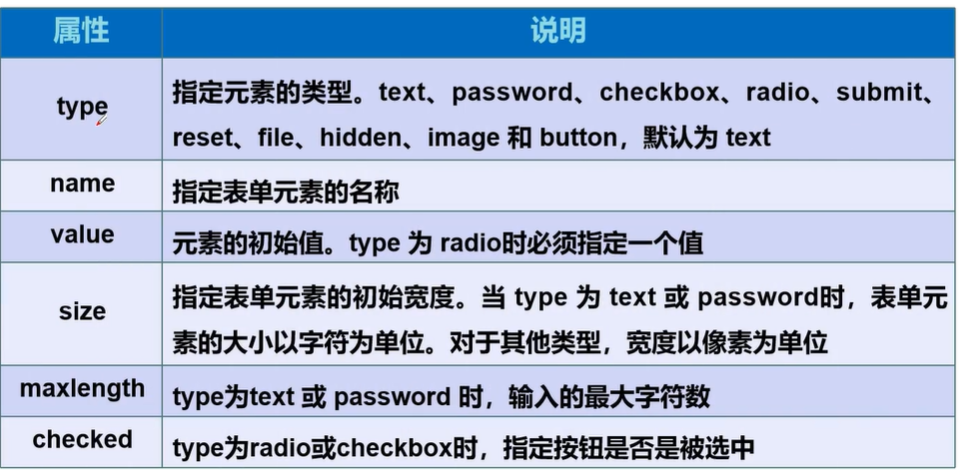 属性 说明
type 指定元素的类型。text、password、checkbox、radio、submit、
reset、file、hidden、image 和 button，默认为 text
name 指定表单元素的名称
value 元素的初始值。type 为 radio时必须指定一个值
size 指定表单元素的初始宽度。当 type 为 text 或 password时，表单元
素的大小以字符为单位。对于其他类型，宽度以像素为单位
maxlength type为text 或 password 时，输入的最大字符数
checked type为radio或checkbox时，指定按钮是否是被选中